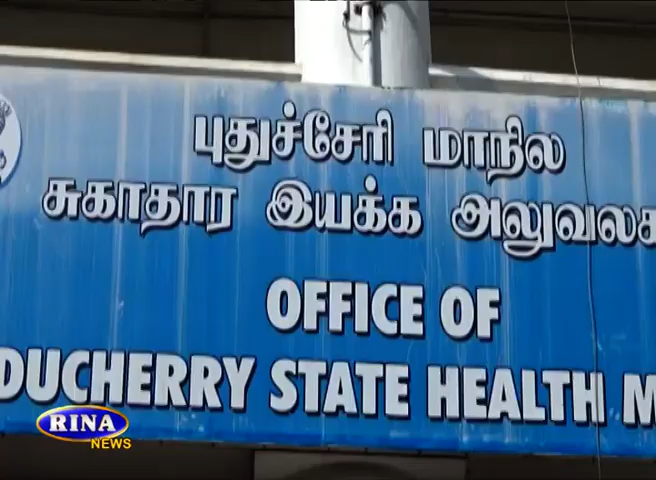 புதுச்சேரி மாநில
சுகாதார இயக்க அலுவலக
OFFICE OF
DUCHERRY STATE HEALTH M
RINA
NEWS